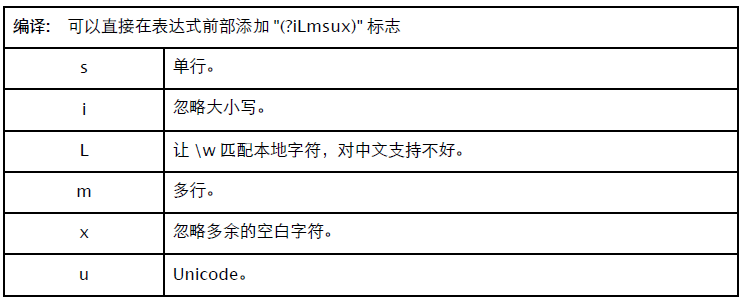 编译: 可以直接在表达式前部添加 "(?iLmsux)" 标志
s 单行。
i 忽略大小写。
L 让 \w 匹配本地字符，对中文支持不好。
m 多行。
x 忽略多余的空白字符。
u Unicode。